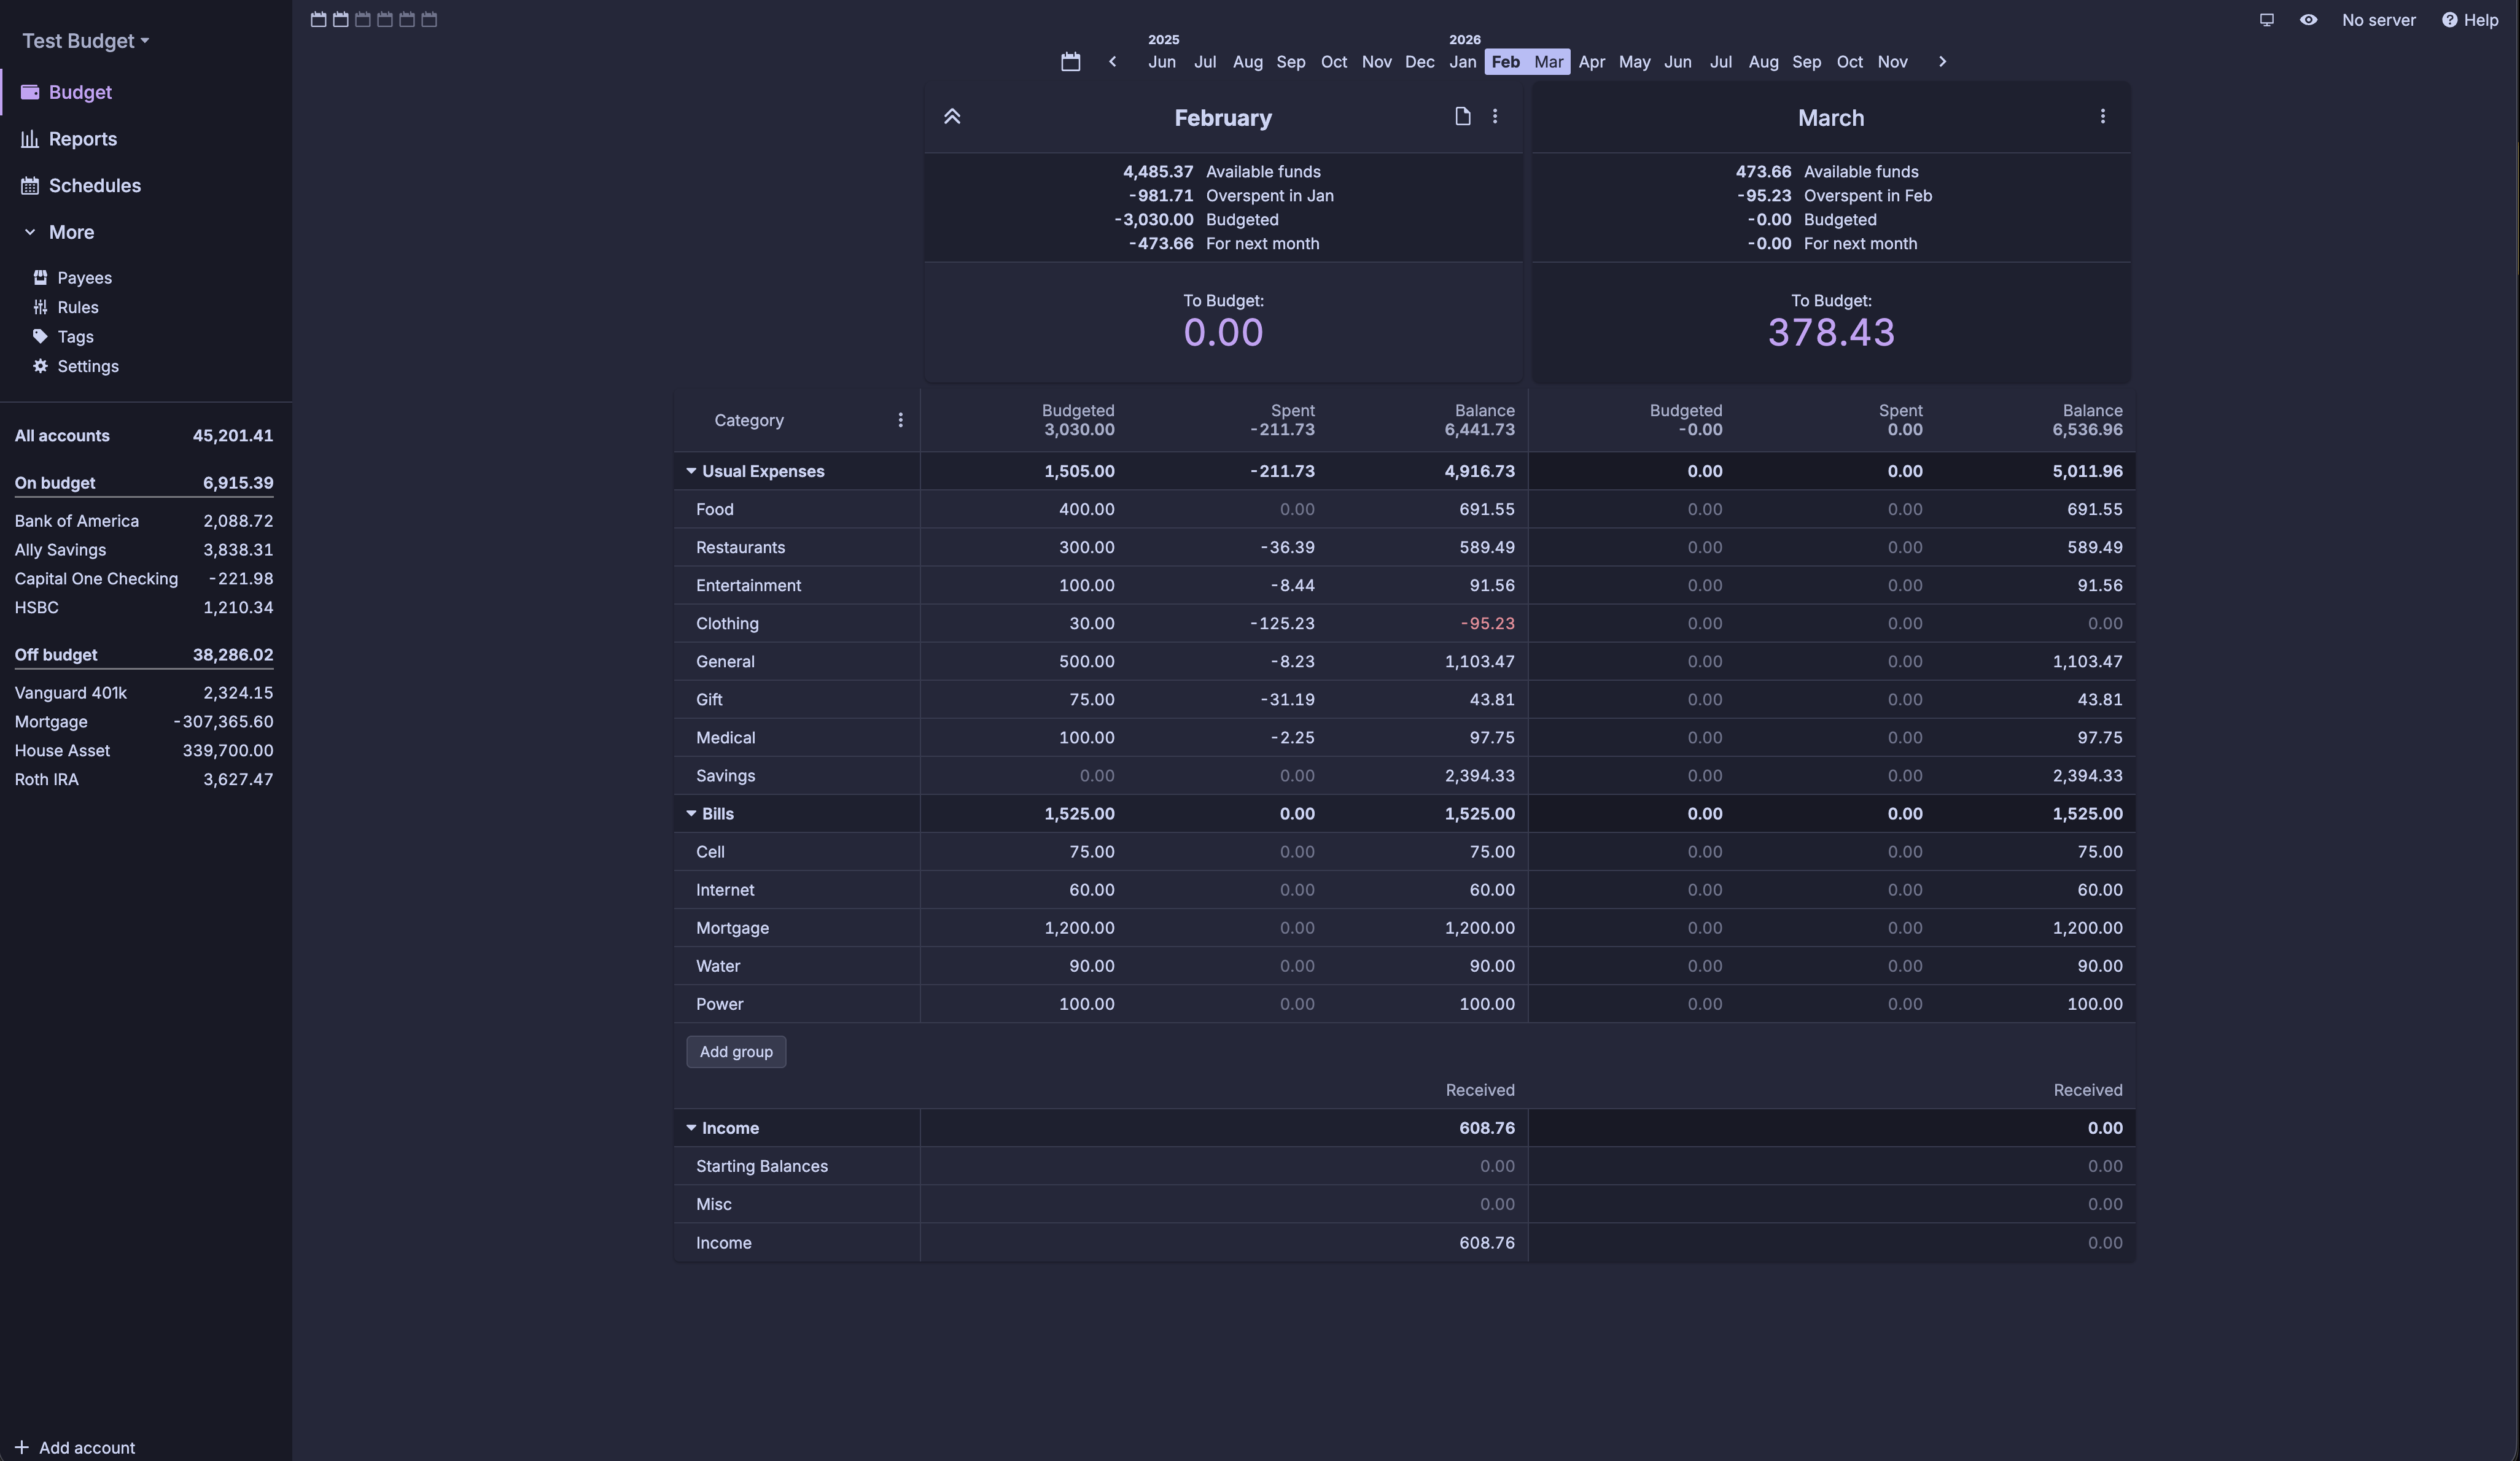 Test Budget
Budget
Reports
Schedules
More
Payees
Rules
Tags
Settings
All accounts 45,201.41
On budget 6,915.39
Bank of America 2,088.72
Ally Savings 3,838.31
Capital One Checking -221.98
HSBC 1,210.34
Off budget 38,286.02
Vanguard 401k 2,324.15
Mortgage -307,365.60
House Asset 339,700.00
Roth IRA 3,627.47
Add account
No server Help
2025 2026
Jun Jul Aug Sep Oct Nov Dec Jan Feb Mar Apr May Jun Jul Aug Sep Oct Nov
February
4,485.37 Available funds
-981.71 Overspent in Jan
-3,030.00 Budgeted
-473.66 For next month
To Budget:
0.00
March
473.66 Available funds
-95.23 Overspent in Feb
-0.00 Budgeted
-0.00 For next month
To Budget:
378.43
Category Budgeted Spent Balance Budgeted Spent Balance
3,030.00 -211.73 6,441.73 -0.00 0.00 6,536.96
Usual Expenses 1,505.00 -211.73 4,916.73 0.00 0.00 5,011.96
Food 400.00 0.00 691.55 0.00 0.00 691.55
Restaurants 300.00 -36.39 589.49 0.00 0.00 589.49
Entertainment 100.00 -8.44 91.56 0.00 0.00 91.56
Clothing 30.00 -125.23 -95.23 0.00 0.00 0.00
General 500.00 -8.23 1,103.47 0.00 0.00 1,103.47
Gift 75.00 -31.19 43.81 0.00 0.00 43.81
Medical 100.00 -2.25 97.75 0.00 0.00 97.75
Savings 0.00 0.00 2,394.33 0.00 0.00 2,394.33
Bills 1,525.00 0.00 1,525.00 0.00 0.00 1,525.00
Cell 75.00 0.00 75.00 0.00 0.00 75.00
Internet 60.00 0.00 60.00 0.00 0.00 60.00
Mortgage 1,200.00 0.00 1,200.00 0.00 0.00 1,200.00
Water 90.00 0.00 90.00 0.00 0.00 90.00
Power 100.00 0.00 100.00 0.00 0.00 100.00
Add group
Received Received
Income 608.76 0.00
Starting Balances 0.00 0.00
Misc 0.00 0.00
Income 608.76 0.00